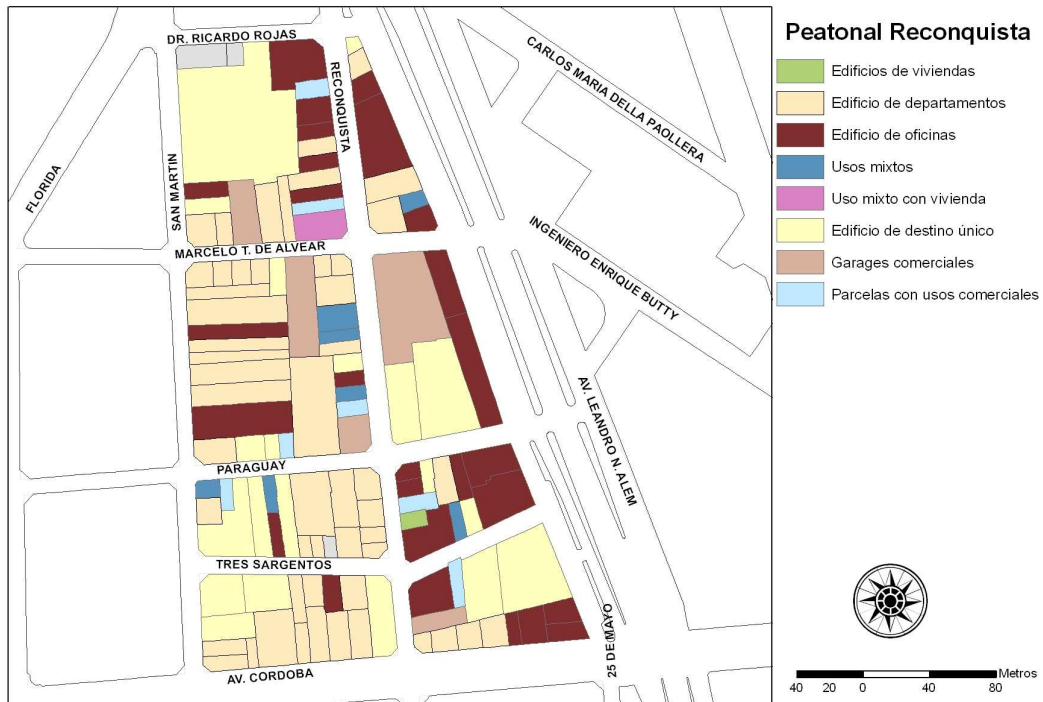 DR. RICARDO ROJAS
RECONQUISTA
CARLOS MARIA DELLA PAOLLERA
FLORIDA
SAN MARTIN
MARCELO T. DE ALVEAR
INGENIERO ENRIQUE BUTTY
AV. LEANDRO N. ALEM
PARAGUAY
TRES SARGENTOS
25 DE MAYO
AV. CORDOBA
Peatonal Reconquista
Edificios de viviendas
Edificio de departamentos
Edificio de oficinas
Usos mixtos
Uso mixto con vivienda
Edificio de destino único
Garages comerciales
Parcelas con usos comerciales
Metros
40 20 0 40 80